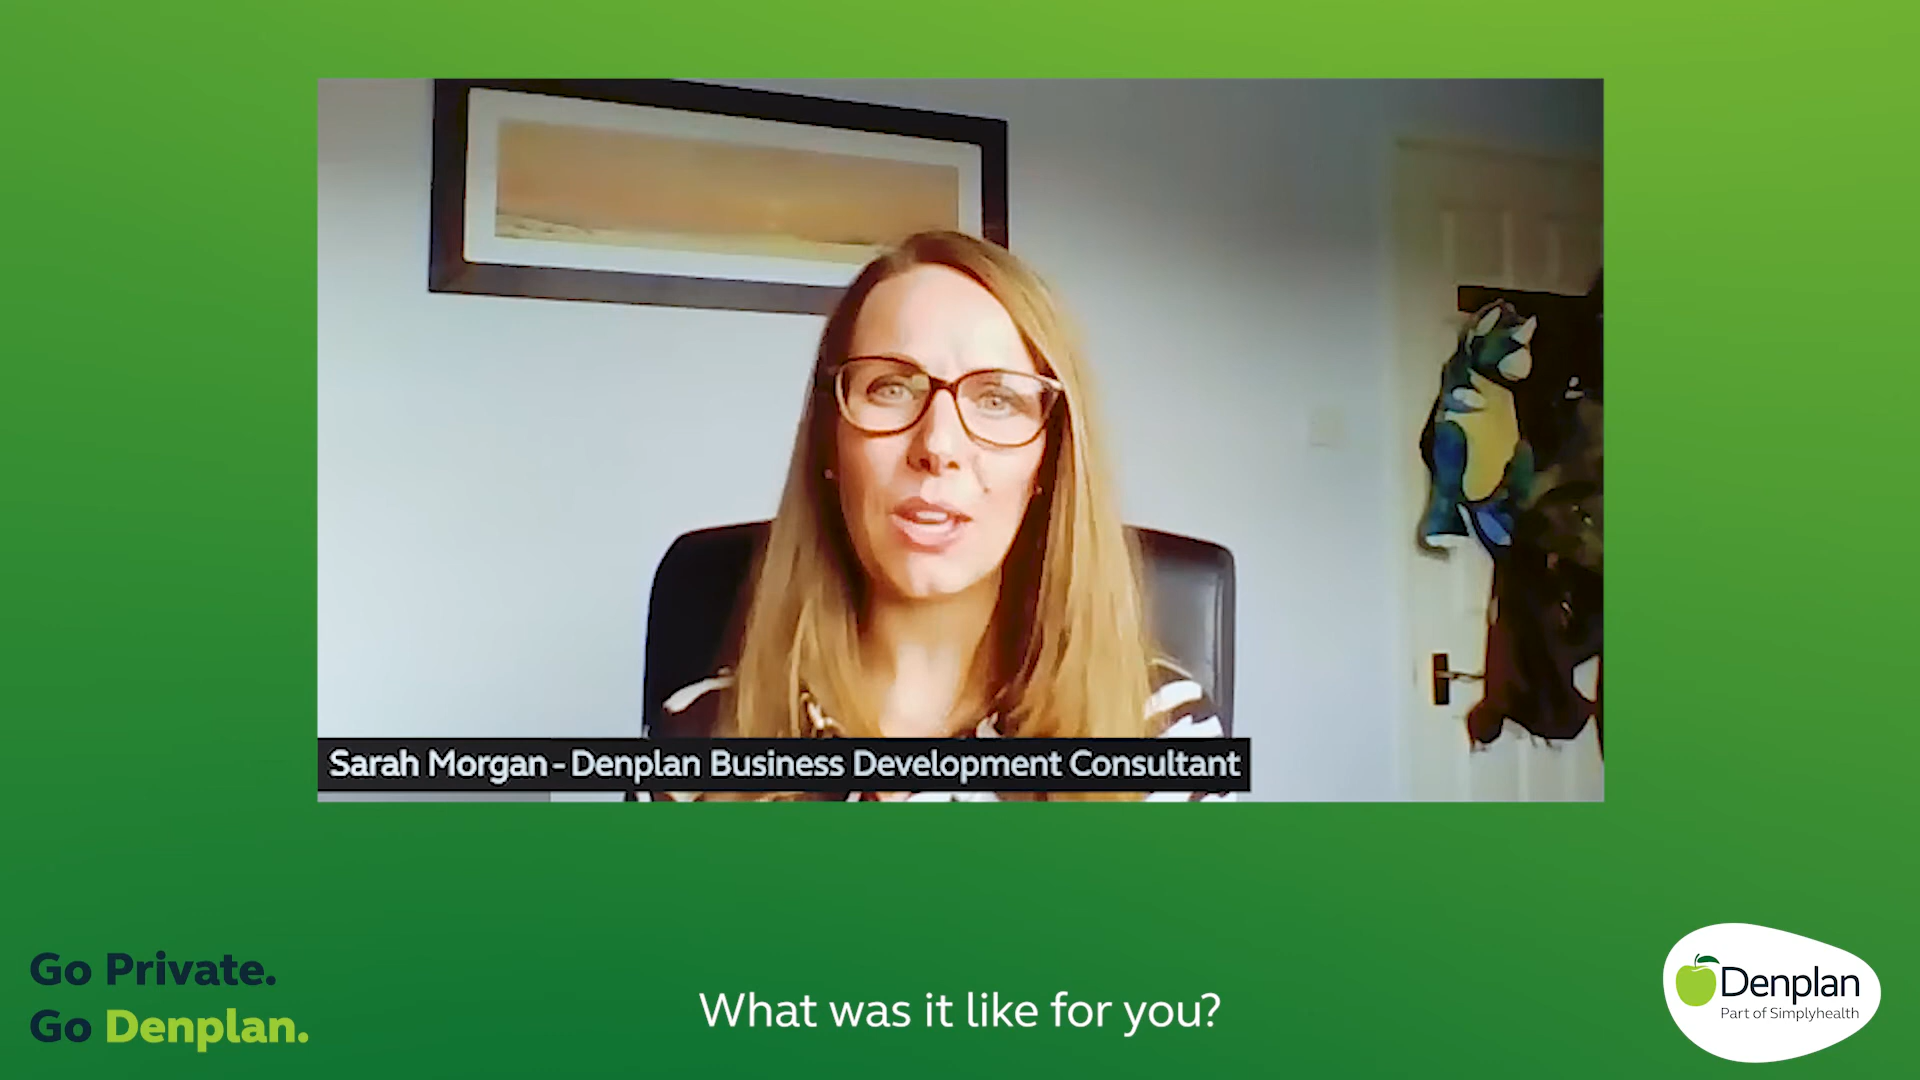 Sarah Morgan - Denplan Business Development Consultant
Go Private.
Go Denplan.
What was it like for you?
Denplan
Part of Simplyhealth